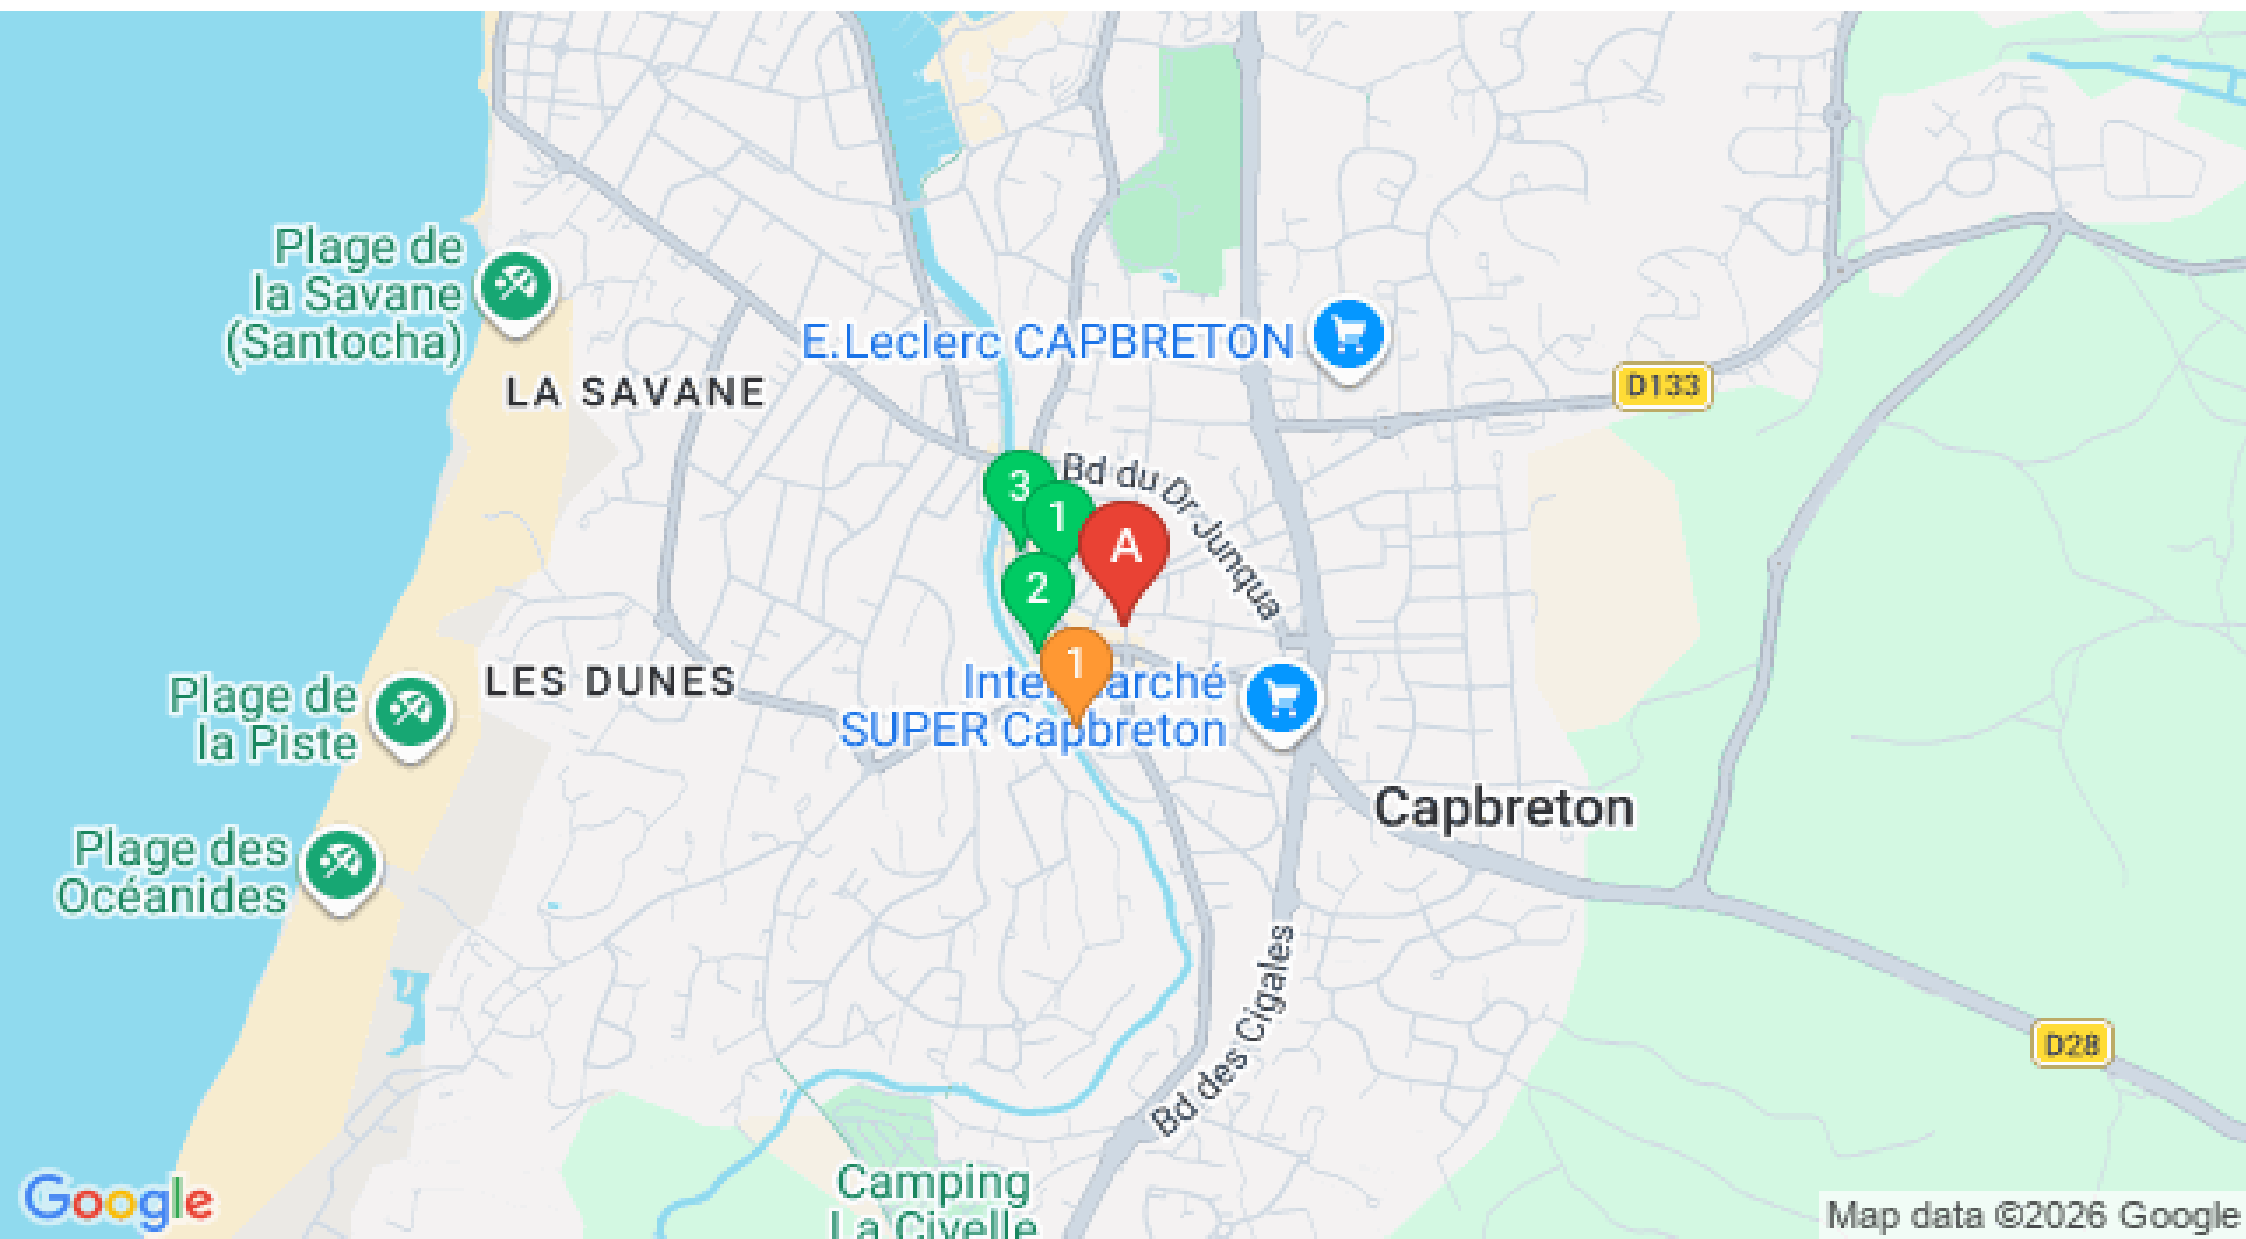 Plage de
la Savane
(Santocha)
E.Leclerc CAPBRETON
LA SAVANE
D133
Bd du Dr Junqua
3
1
A
2
1
LES DUNES
Plage de
la Piste
Intermarché
SUPER Capbreton
Capbreton
Plage des
Océanides
Bd des Cigales
D28
Camping
La Civelle
Google
Map data ©2026 Google